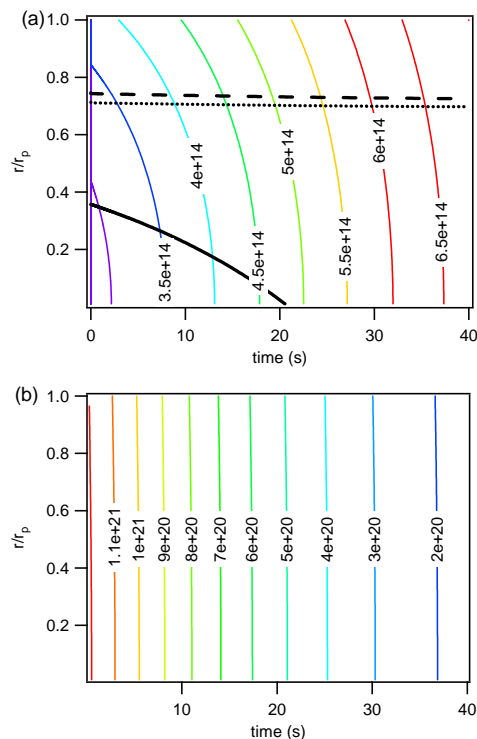 (a)
1.0
0.8
0.6
0.4
0.2
r/rp
3.5e+14
4e+14
4.5e+14
5e+14
5.5e+14
6e+14
6.5e+14
0 10 20 30 40
time (s)
(b)
1.0
0.8
0.6
0.4
0.2
r/rp
1.1e+21
1e+21
9e+20
8e+20
7e+20
6e+20
5e+20
4e+20
3e+20
2e+20
10 20 30 40
time (s)